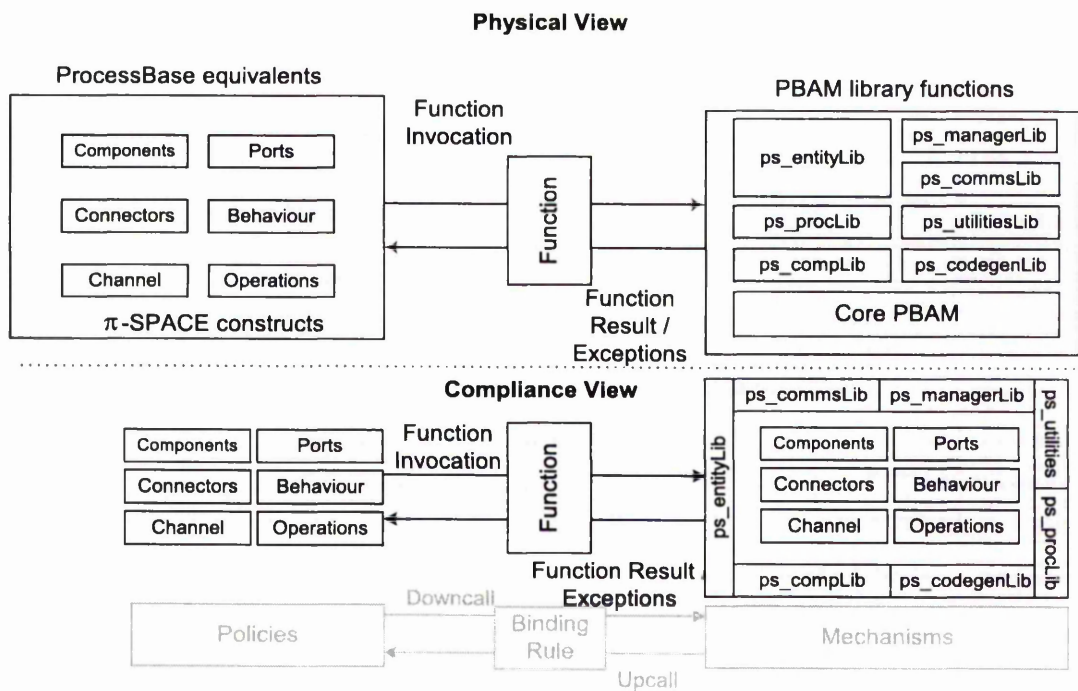 Physical View
ProcessBase equivalents
Components
Ports
Connectors
Behaviour
Channel
Operations
π-SPACE constructs
Function
Invocation
Function
Function
Result /
Exceptions
PBAM library functions
ps_entityLib
ps_managerLib
ps_commsLib
ps_procLib
ps_utilitiesLib
ps_compLib
ps_codegenLib
Core PBAM
Compliance View
Components
Ports
Connectors
Behaviour
Channel
Operations
Function
Invocation
Function
Function Result /
Exceptions
ps_entityLib
ps_commsLib
ps_managerLib
ps_utilities
Components
Ports
Connectors
Behaviour
Channel
Operations
ps_procLib
ps_compLib
ps_codegenLib
Policies
Downcall
Binding
Rule
Upcall
Mechanisms